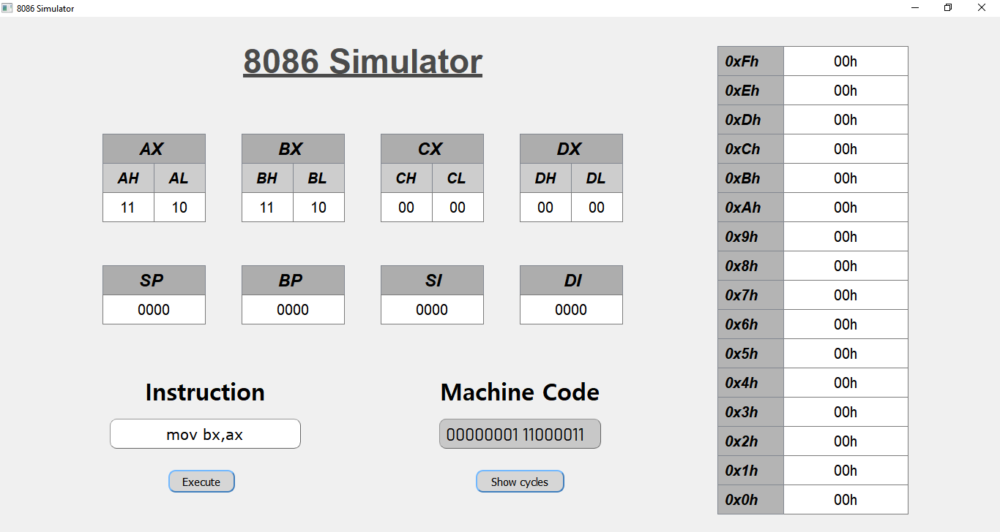 8086 Simulator
8086 Simulator
AX BX CX DX
AH AL BH BL CH CL DH DL
11 10 11 10 00 00 00 00
SP BP SI DI
0000 0000 0000 0000
Instruction Machine Code
mov bx,ax 00000001 11000011
Execute Show cycles
0xFh 00h
0xEh 00h
0xDh 00h
0xCh 00h
0xBh 00h
0xAh 00h
0x9h 00h
0x8h 00h
0x7h 00h
0x6h 00h
0x5h 00h
0x4h 00h
0x3h 00h
0x2h 00h
0x1h 00h
0x0h 00h